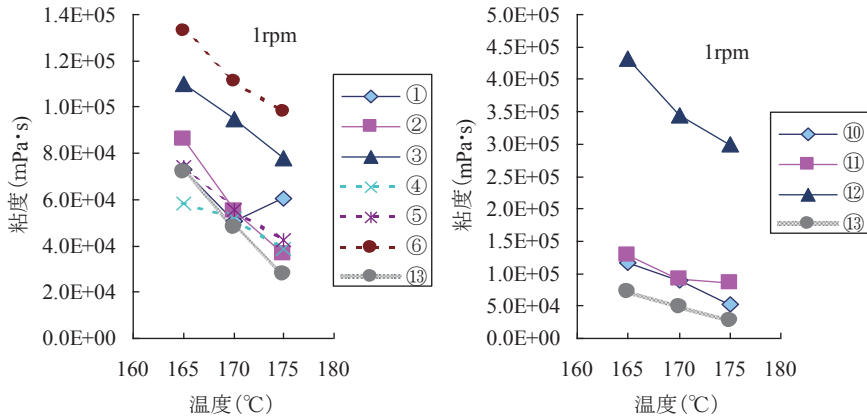 1.4E+05
1.2E+05
1.0E+05
8.0E+04
6.0E+04
4.0E+04
2.0E+04
0.0E+00
粘度(mPa•s)
1rpm
160 165 170 175 180
温度(℃)
①
②
③
④
⑤
⑥
⑬
5.0E+05
4.5E+05
4.0E+05
3.5E+05
3.0E+05
2.5E+05
2.0E+05
1.5E+05
1.0E+05
5.0E+04
0.0E+00
粘度(mPa•s)
1rpm
160 165 170 175 180
温度(℃)
⑩
⑪
⑫
⑬